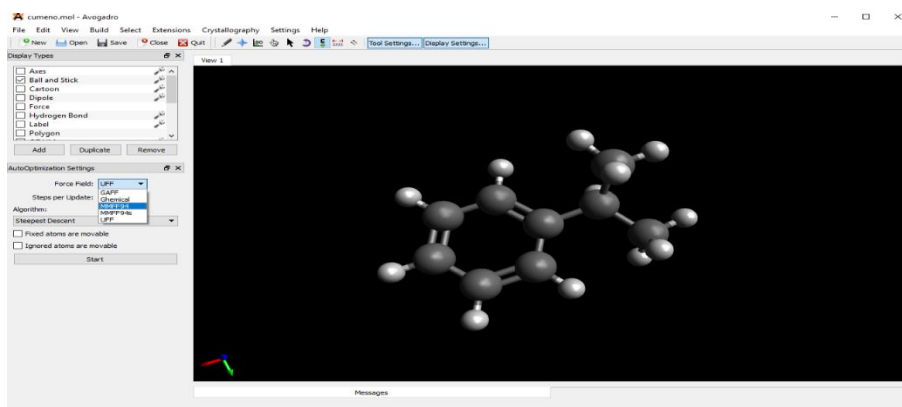 cumeno.mol - Avogadro
File Edit View Build Select Extensions Crystallography Settings Help
New Open Save Close Quit Tool Settings... Display Settings...
Display Types
View 1
Axes
Ball and Stick
Cartoon
Dipole
Force
Hydrogen Bond
Label
Polygon
Add Duplicate Remove
AutoOptimization Settings
Force Field: UFF
GAFF
Ghemical
Steps per Update:
MMFF94
Algorithm:
MMFF94s
Steepest Descent
UFF
Fixed atoms are movable
Ignored atoms are movable
Start
Messages